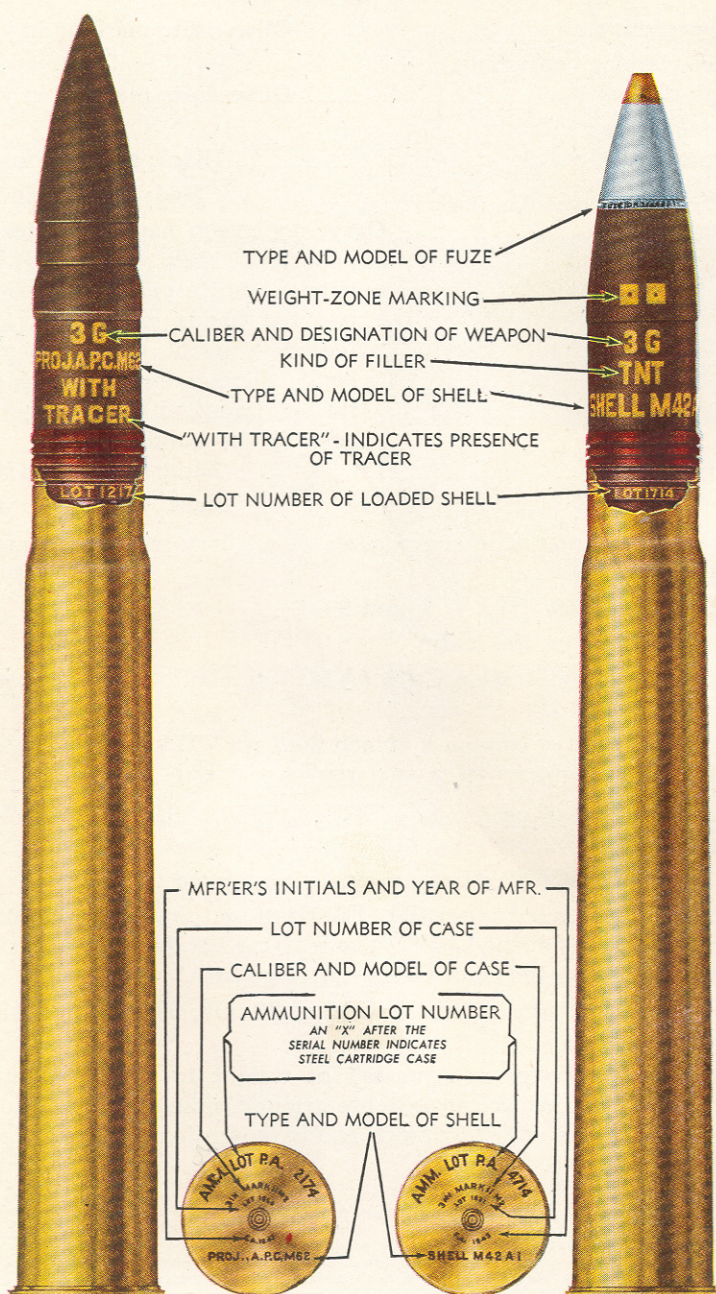 TYPE AND MODEL OF FUZE
WEIGHT-ZONE MARKING
3 G
CALIBER AND DESIGNATION OF WEAPON
3 G
PROJ.A.P.C.M62
KIND OF FILLER
TNT
WITH
TYPE AND MODEL OF SHELL
SHELL M42A
TRACER
"WITH TRACER" - INDICATES PRESENCE
OF TRACER
LOT 1217
LOT NUMBER OF LOADED SHELL
LOT 1714
MFR'ER'S INITIALS AND YEAR OF MFR.
LOT NUMBER OF CASE
CALIBER AND MODEL OF CASE
AMMUNITION LOT NUMBER
AN "X" AFTER THE
SERIAL NUMBER INDICATES
STEEL CARTRIDGE CASE
TYPE AND MODEL OF SHELL
LOT P.A. 2174
PROJ., A.P.C.M62
AMM. LOT P.A. 4714
SHELL M42 A1